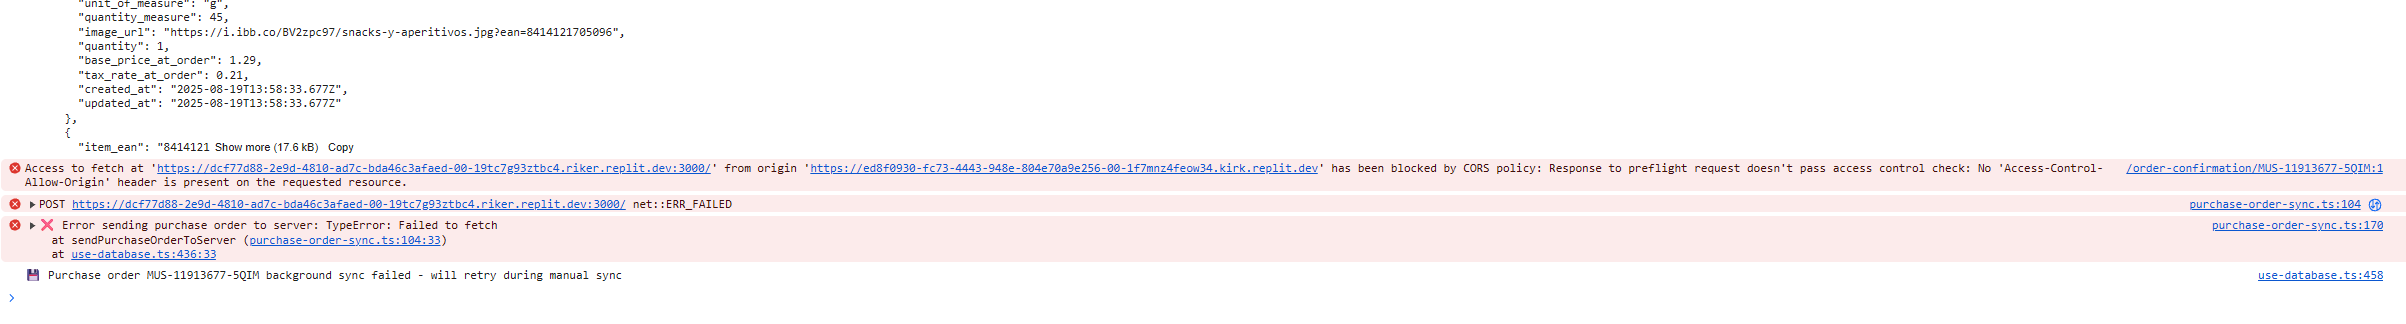 "unit_of_measure": "g",
"quantity_measure": 45,
"image_url": "https://i.ibb.co/BV2zpc97/snacks-y-aperitivos.jpg?ean=8414121705096",
"quantity": 1,
"base_price_at_order": 1.29,
"tax_rate_at_order": 0.21,
"created_at": "2025-08-19T13:58:33.677Z",
"updated_at": "2025-08-19T13:58:33.677Z"
},
{
"item_ean": "8414121 Show more (17.6 kB) Copy
Access to fetch at 'https://dcf77d88-2e9d-4810-ad7c-bda46c3afaed-00-19tc7g93ztbc4.riker.replit.dev:3000/' from origin 'https://ed8f0930-fc73-4443-948e-804e70a9e256-00-1f7mnz4feow34.kirk.replit.dev' has been blocked by CORS policy: Response to preflight request doesn't pass access control check: No 'Access-Control- /order-confirmation/MUS-11913677-5QIM:1
Allow-Origin' header is present on the requested resource.
POST https://dcf77d88-2e9d-4810-ad7c-bda46c3afaed-00-19tc7g93ztbc4.riker.replit.dev:3000/ net::ERR_FAILED purchase-order-sync.ts:104
❌ Error sending purchase order to server: TypeError: Failed to fetch purchase-order-sync.ts:170
at sendPurchaseOrderToServer (purchase-order-sync.ts:104:33)
at use-database.ts:436:33
💾 Purchase order MUS-11913677-5QIM background sync failed - will retry during manual sync use-database.ts:458